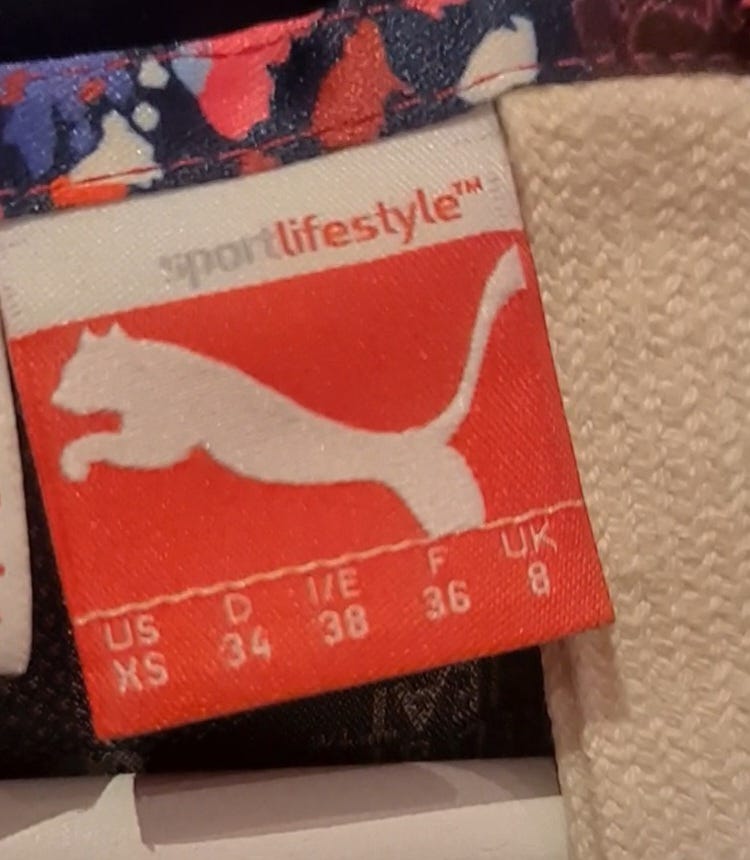 sportlifestyle™
US D I/E F UK
XS 34 38 36 8